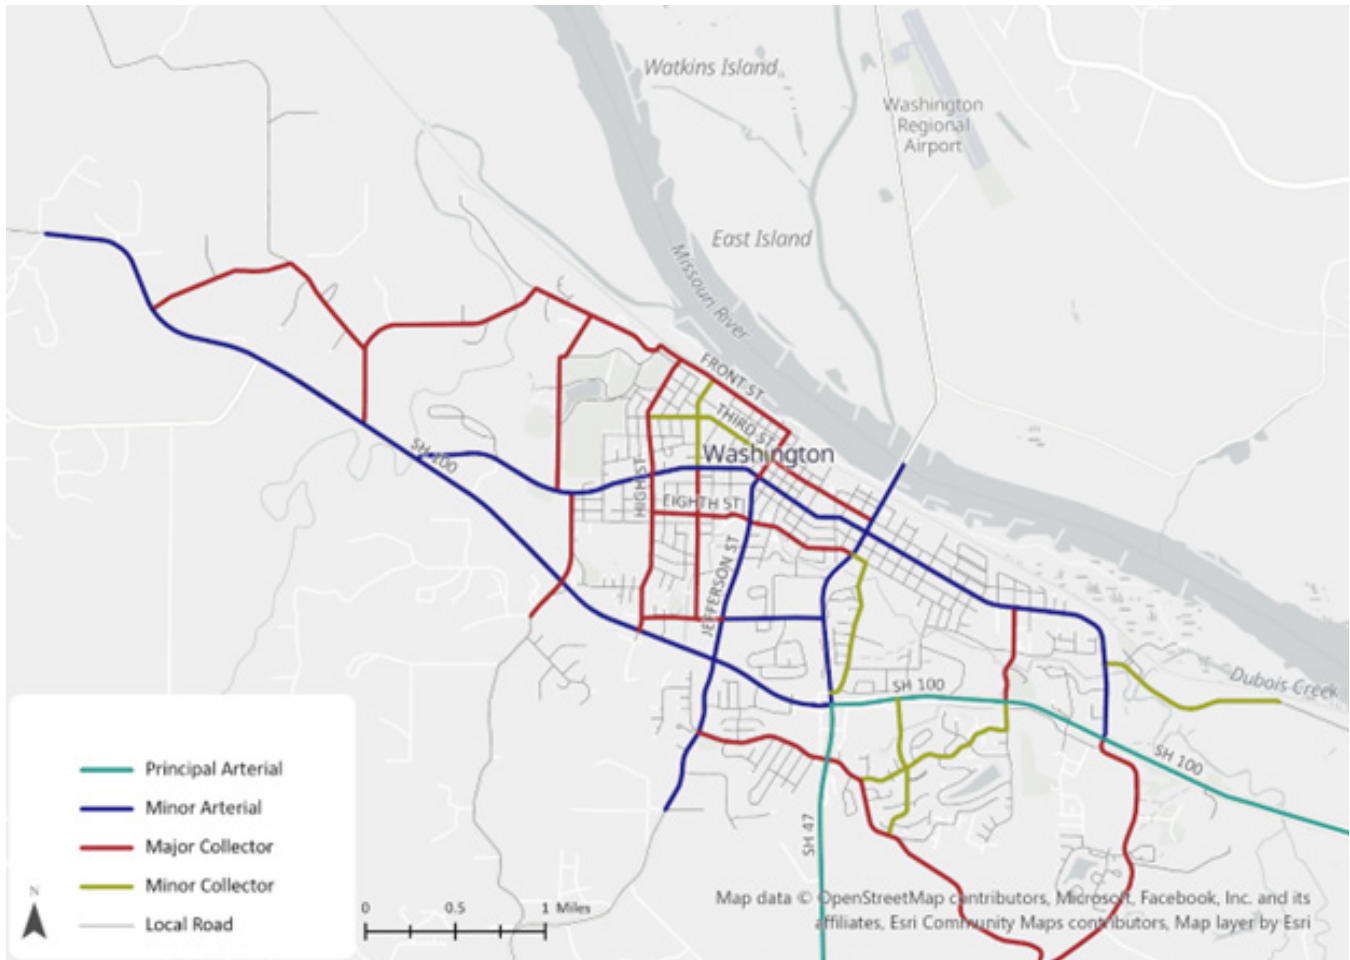 Watkins Island
Washington
Regional
Airport
East Island
Missouri River
FRONT ST
THIRD ST
Washington
SH 100
HIGH ST
EIGHTH ST
JEFFERSON ST
Dubois Creek
SH 100
SH 100
SH 47
Principal Arterial
Minor Arterial
Major Collector
Minor Collector
Local Road
N
0 0.5 1 Miles
Map data © OpenStreetMap contributors, Microsoft, Facebook, Inc. and its
affiliates, Esri Community Maps contributors, Map layer by Esri